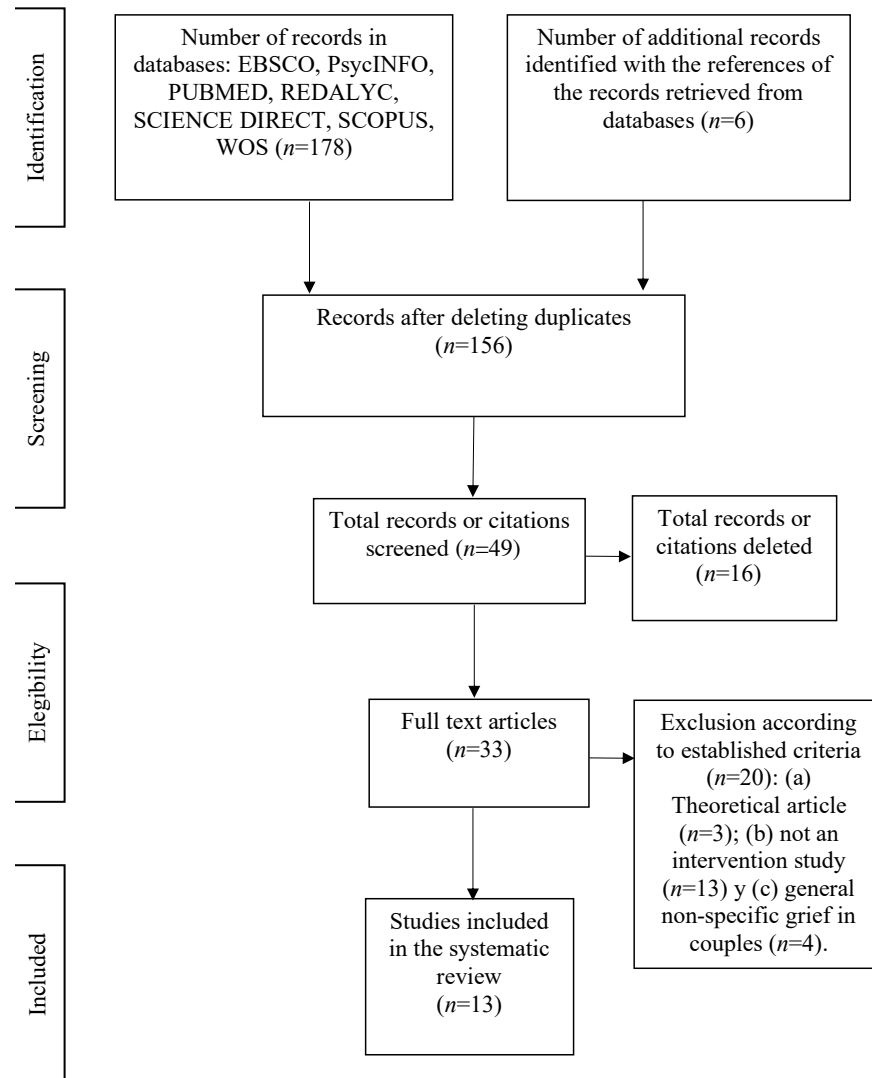 Identification
Number of records in
databases: EBSCO, PsycINFO,
PUBMED, REDALYC,
SCIENCE DIRECT, SCOPUS,
WOS (n=178)
Number of additional records
identified with the references of
the records retrieved from
databases (n=6)
Screening
Records after deleting duplicates
(n=156)
Total records or citations
screened (n=49)
Total records or
citations deleted
(n=16)
Elegibility
Full text articles
(n=33)
Exclusion according
to established criteria
(n=20): (a)
Theoretical article
(n=3); (b) not an
intervention study
(n=13) y (c) general
non-specific grief in
couples (n=4).
Included
Studies included
in the systematic
review
(n=13)